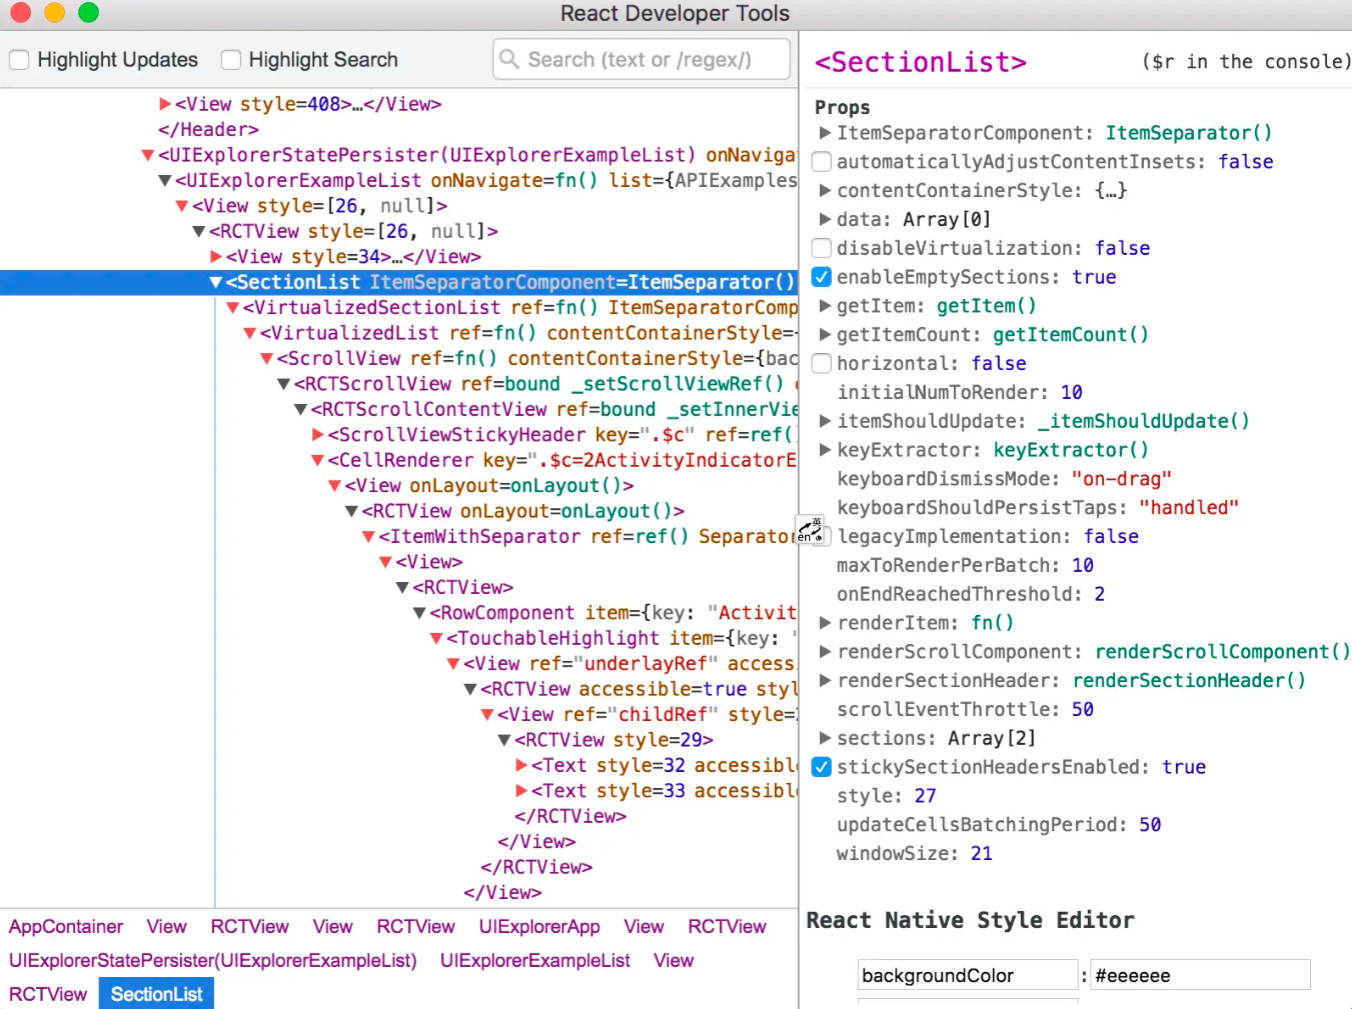 React Developer Tools
Highlight Updates Highlight Search Search (text or /regex/)
<View style=408>…</View>
</Header>
<UIExplorerStatePersister(UIExplorerExampleList) onNaviga
<UIExplorerExampleList onNavigate=fn() list={APIExamples
<View style=[26, null]>
<RCTView style=[26, null]>
<View style=34>…</View>
<SectionList ItemSeparatorComponent=ItemSeparator()
<VirtualizedSectionList ref=fn() ItemSeparatorComp
<VirtualizedList ref=fn() contentContainerStyle={
<ScrollView ref=fn() contentContainerStyle={bac
<RCTScrollView ref=bound _setScrollViewRef()
<RCTScrollContentView ref=bound _setInnerVie
<ScrollViewStickyHeader key=".$c" ref=ref()
<CellRenderer key=".$c=2ActivityIndicatorE
<View onLayout=onLayout()>
<RCTView onLayout=onLayout()>
<ItemWithSeparator ref=ref() Separator
<View>
<RCTView>
<RowComponent item={key: "Activit
<TouchableHighlight item={key: "
<View ref="underlayRef" access
<RCTView accessible=true styl
<View ref="childRef" style=
<RCTView style=29>
<Text style=32 accessibl
<Text style=33 accessibl
</RCTView>
</View>
</RCTView>
</View>
AppContainer View RCTView View RCTView UIExplorerApp View RCTView
UIExplorerStatePersister(UIExplorerExampleList) UIExplorerExampleList View
RCTView SectionList
<SectionList> ($r in the console)
Props
ItemSeparatorComponent: ItemSeparator()
automaticallyAdjustContentInsets: false
contentContainerStyle: {…}
data: Array[0]
disableVirtualization: false
enableEmptySections: true
getItem: getItem()
getItemCount: getItemCount()
horizontal: false
initialNumToRender: 10
itemShouldUpdate: _itemShouldUpdate()
keyExtractor: keyExtractor()
keyboardDismissMode: "on-drag"
keyboardShouldPersistTaps: "handled"
英
en
legacyImplementation: false
maxToRenderPerBatch: 10
onEndReachedThreshold: 2
renderItem: fn()
renderScrollComponent: renderScrollComponent()
renderSectionHeader: renderSectionHeader()
scrollEventThrottle: 50
sections: Array[2]
stickySectionHeadersEnabled: true
style: 27
updateCellsBatchingPeriod: 50
windowSize: 21
React Native Style Editor
backgroundColor : #eeeeee